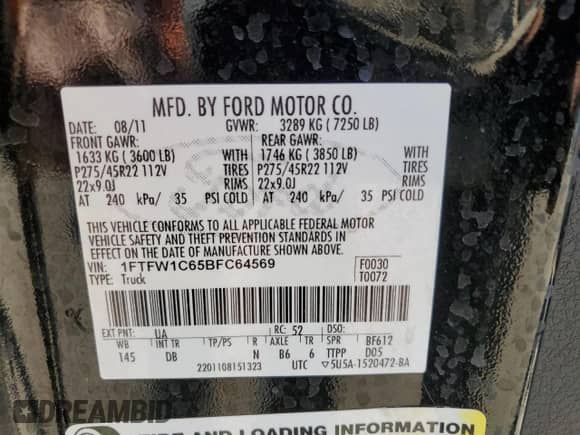 MFD. BY FORD MOTOR CO.
DATE: 08/11 GVWR: 3289 KG ( 7250 LB)
FRONT GAWR: REAR GAWR:
1633 KG ( 3600 LB) WITH 1746 KG ( 3850 LB) WITH
P275/45R22 112V TIRES P275/45R22 112V TIRES
22x9.0J RIMS 22x9.0J RIMS
AT 240 kPa/ 35 PSI COLD AT 240 kPa/ 35 PSI COLD
THIS VEHICLE CONFORMS TO ALL APPLICABLE FEDERAL MOTOR
VEHICLE SAFETY AND THEFT PREVENTION STANDARDS IN
EFFECT ON THE DATE OF MANUFACTURE SHOWN ABOVE.
VIN: 1FTFW1C65BFC64569 F0030
TYPE: Truck T0072
EXT PNT: UA RC: 52 DSO:
WB INT TR TP/PS R AXLE TR SPR BF612
145 DB N B6 6 TTPP D05
2201108151323 UTC 5U5A-1520472-BA
TIRE AND LOADING INFORMATION
DREAMBID